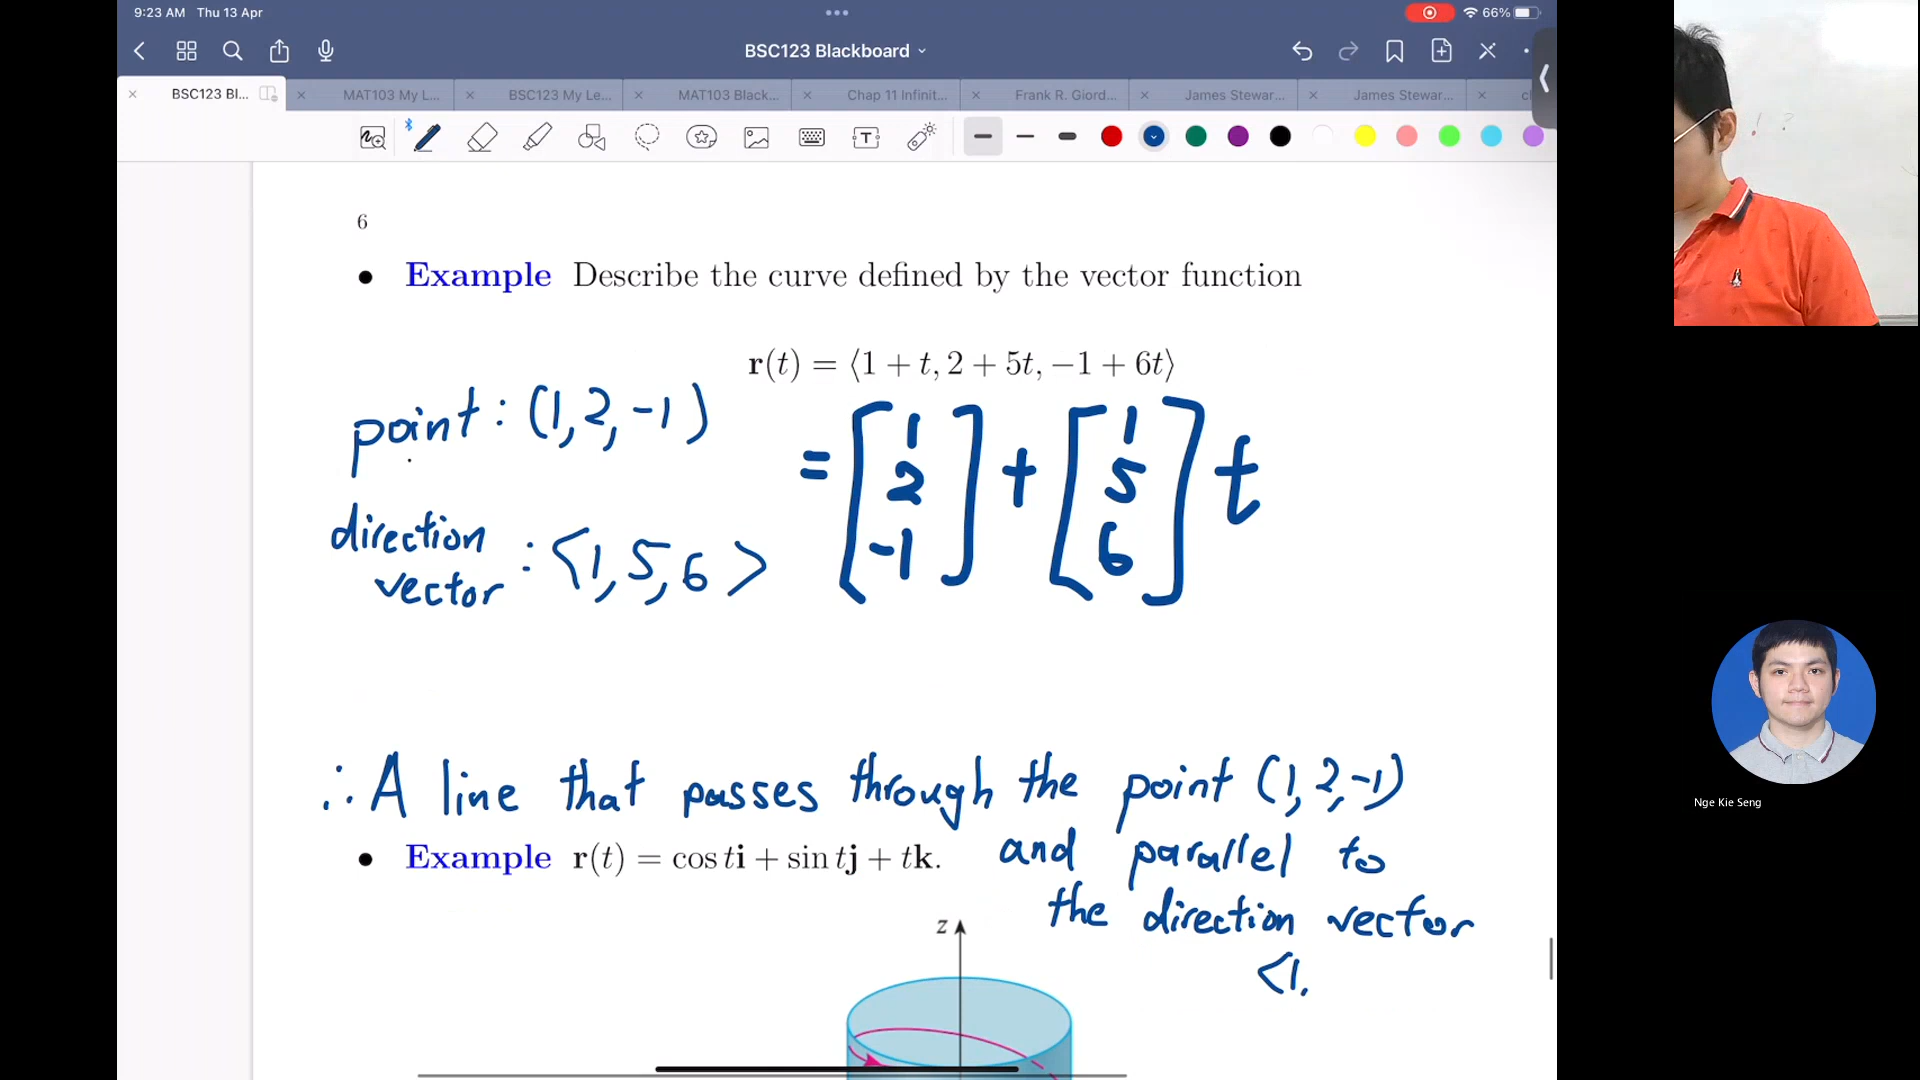 9:23 AM Thu 13 Apr
66%
BSC123 Blackboard
BSC123 Bl...
MAT103 My L...
BSC123 My Le...
MAT103 Black...
Chap 11 Infinit...
Frank R. Giord...
James Stewar...
James Stewar...
T
6
• Example Describe the curve defined by the vector function
r(t) = ⟨1 + t, 2 + 5t, −1 + 6t⟩
point : (1, 2, -1)
= [1 2 -1] + [1 5 6] t
direction
vector : <1, 5, 6 >
∴ A line that passes through the point (1, 2, -1)
and parallel to
the direction vector
<1,
• Example r(t) = cos ti + sin tj + tk.
z
Nge Kie Seng